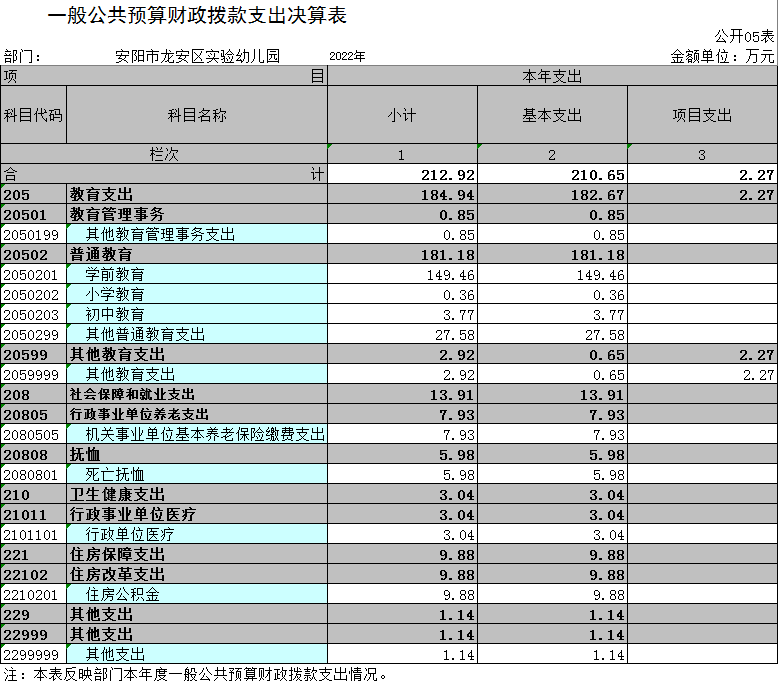 一般公共预算财政拨款支出决算表
公开05表
部门： 安阳市龙安区实验幼儿园 2022年 金额单位：万元
项 目 本年支出
科目代码 科目名称 小计 基本支出 项目支出
栏次 1 2 3
合 计 212.92 210.65 2.27
205 教育支出 184.94 182.67 2.27
20501 教育管理事务 0.85 0.85
2050199 其他教育管理事务支出 0.85 0.85
20502 普通教育 181.18 181.18
2050201 学前教育 149.46 149.46
2050202 小学教育 0.36 0.36
2050203 初中教育 3.77 3.77
2050299 其他普通教育支出 27.58 27.58
20599 其他教育支出 2.92 0.65 2.27
2059999 其他教育支出 2.92 0.65 2.27
208 社会保障和就业支出 13.91 13.91
20805 行政事业单位养老支出 7.93 7.93
2080505 机关事业单位基本养老保险缴费支出 7.93 7.93
20808 抚恤 5.98 5.98
2080801 死亡抚恤 5.98 5.98
210 卫生健康支出 3.04 3.04
21011 行政事业单位医疗 3.04 3.04
2101101 行政单位医疗 3.04 3.04
221 住房保障支出 9.88 9.88
22102 住房改革支出 9.88 9.88
2210201 住房公积金 9.88 9.88
229 其他支出 1.14 1.14
22999 其他支出 1.14 1.14
2299999 其他支出 1.14 1.14
注：本表反映部门本年度一般公共预算财政拨款支出情况。